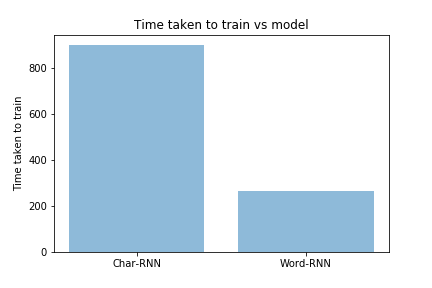 Time taken to train vs model
Time taken to train
800
600
400
200
0
Char-RNN
Word-RNN